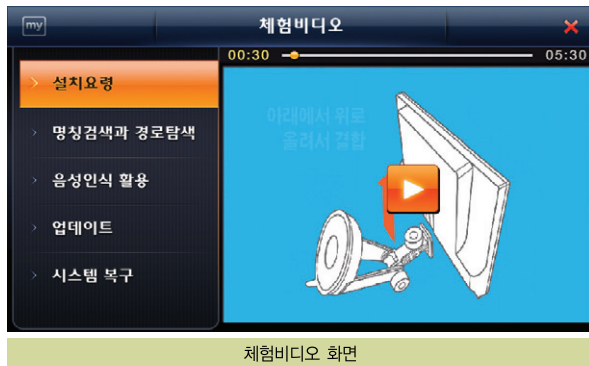 my
체험비디오
00:30
05:30
설치요령
명칭검색과 경로탐색
음성인식 활용
업데이트
시스템 복구
아래에서 위로
올려서 결합
체험비디오 화면